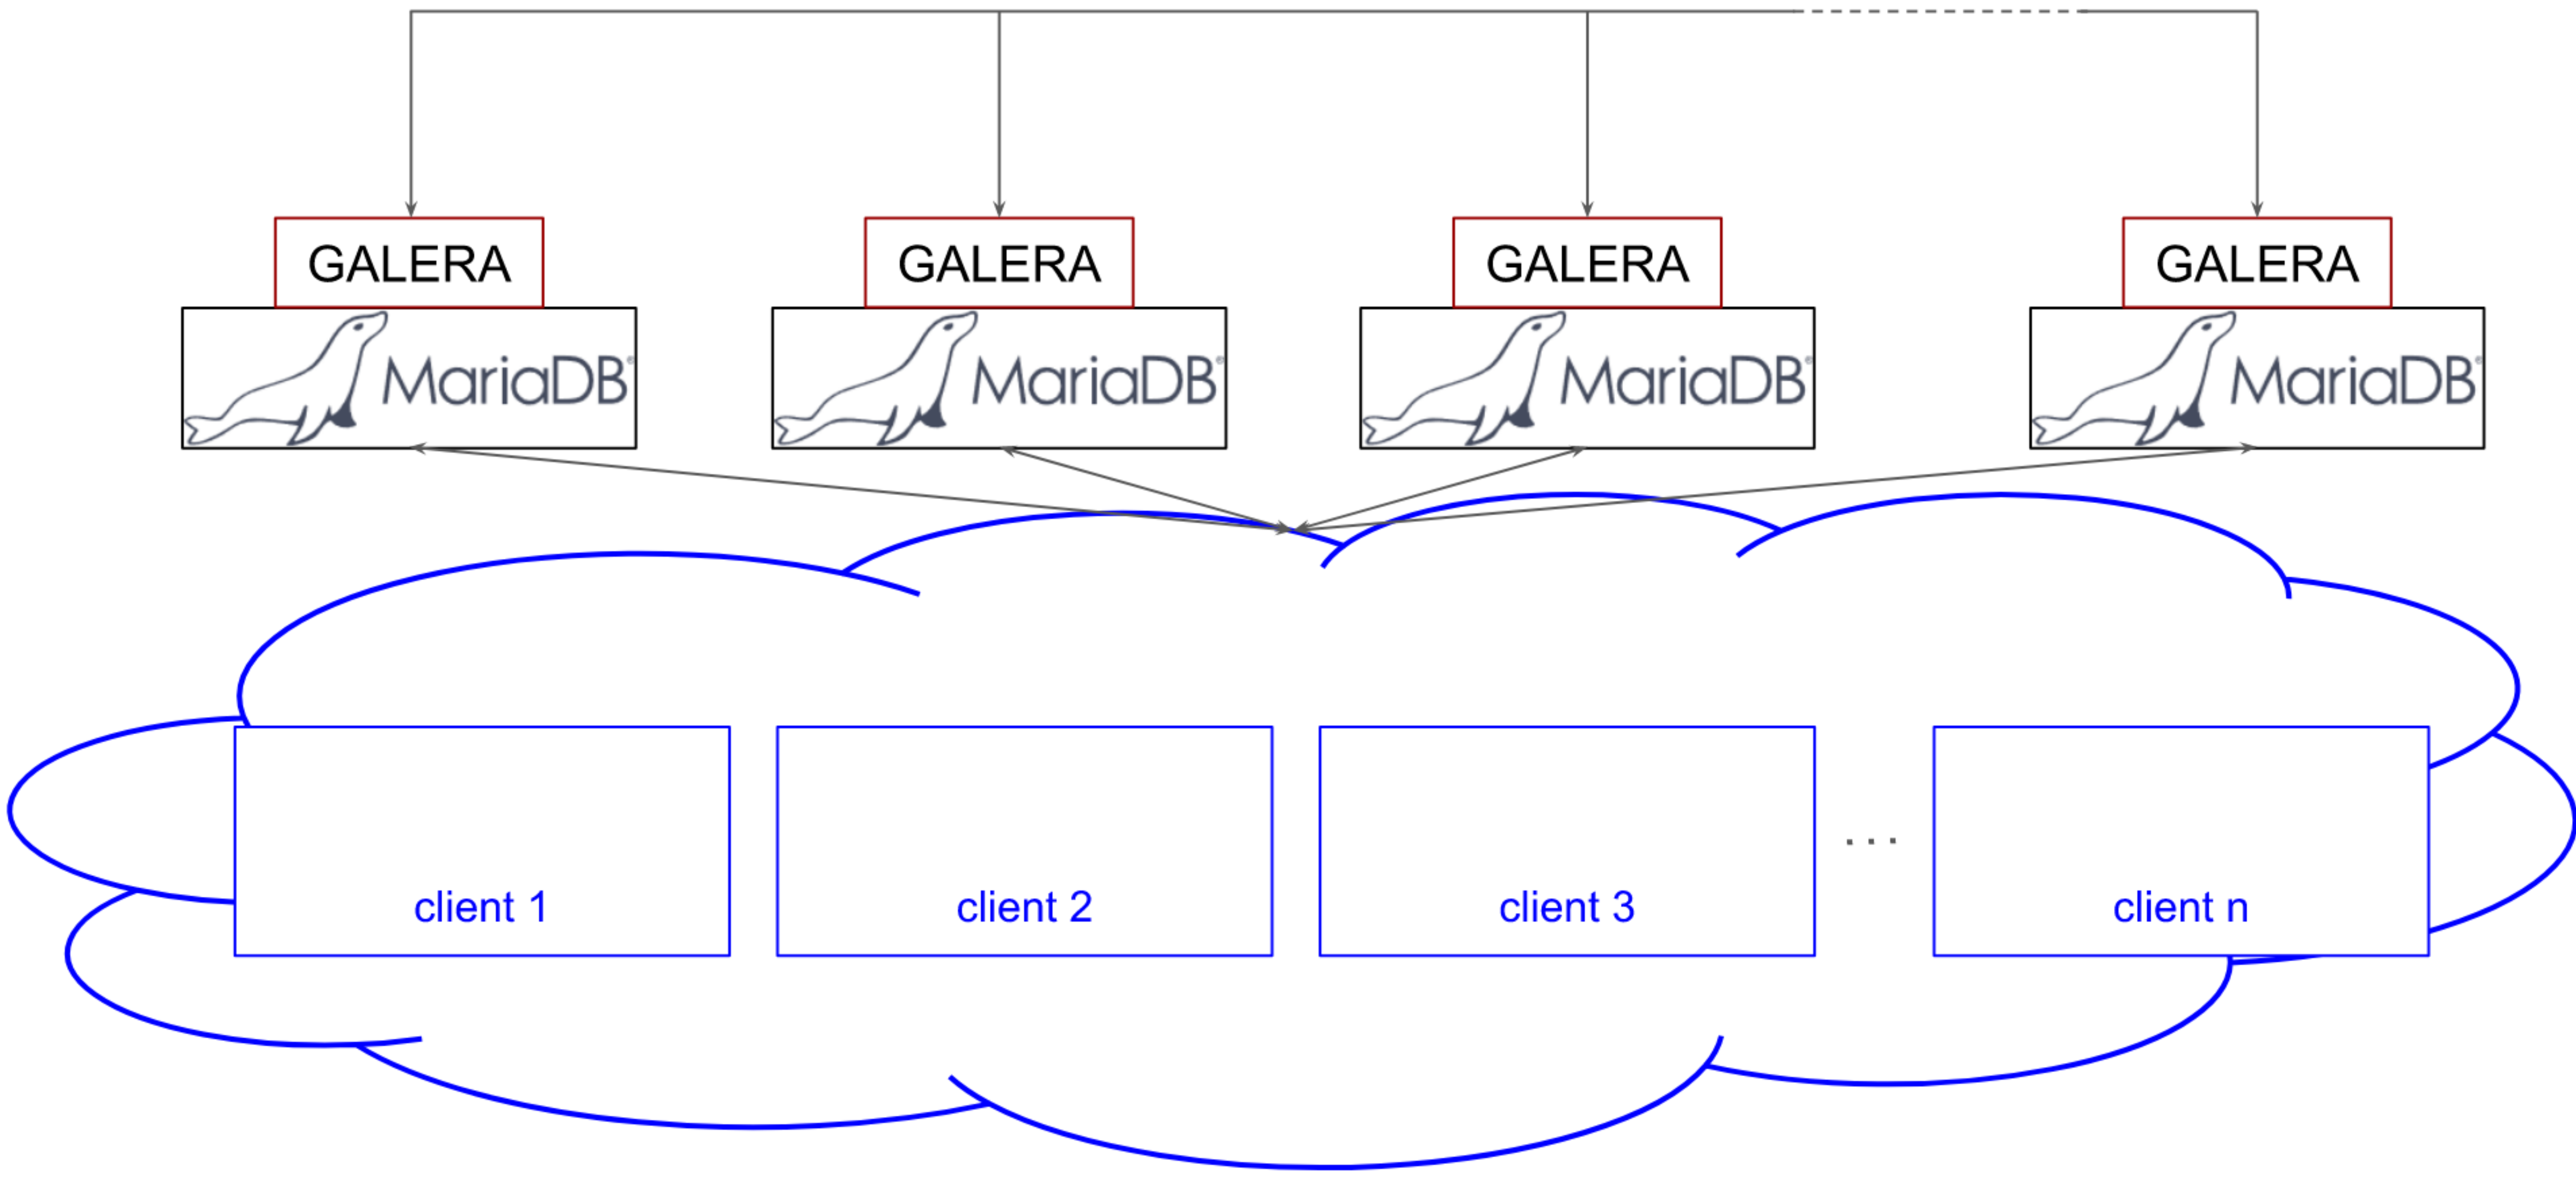 GALERA GALERA GALERA GALERA
MariaDB® MariaDB® MariaDB® MariaDB®
client 1 client 2 client 3 ... client n